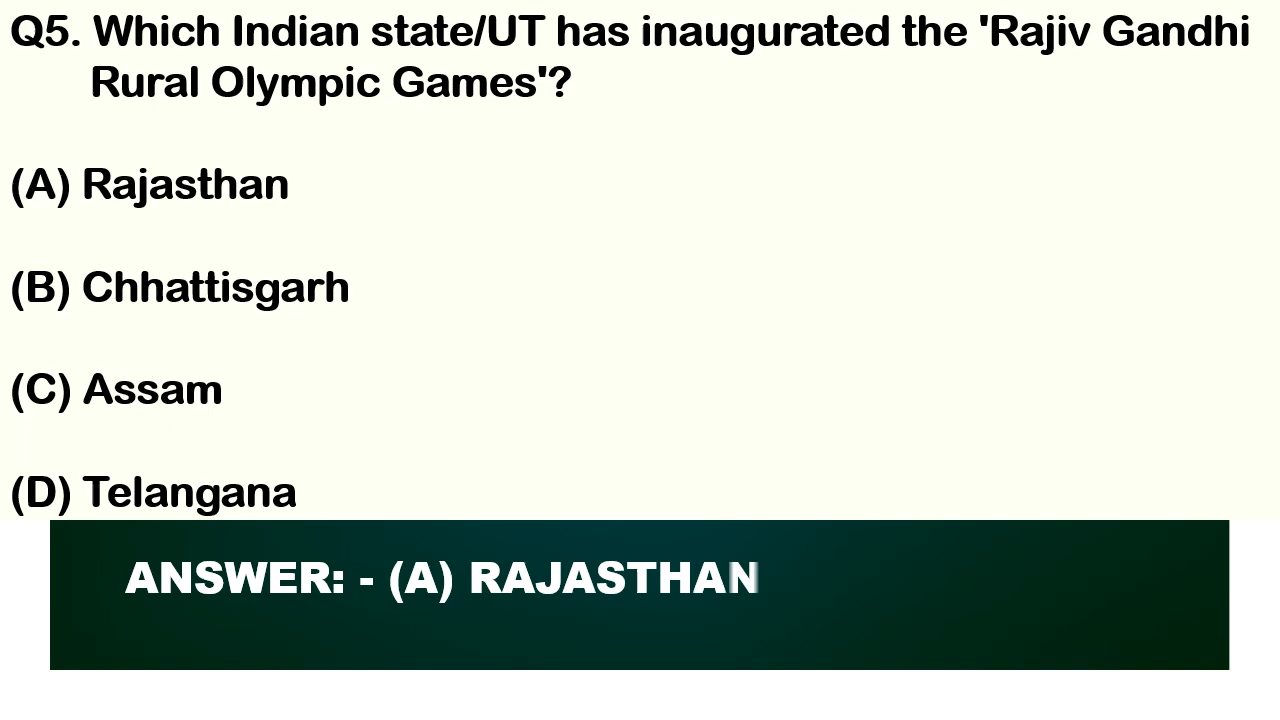 Q5. Which Indian state/UT has inaugurated the 'Rajiv Gandhi
Rural Olympic Games'?
(A) Rajasthan
(B) Chhattisgarh
(C) Assam
(D) Telangana
ANSWER: - (A) RAJASTHAN